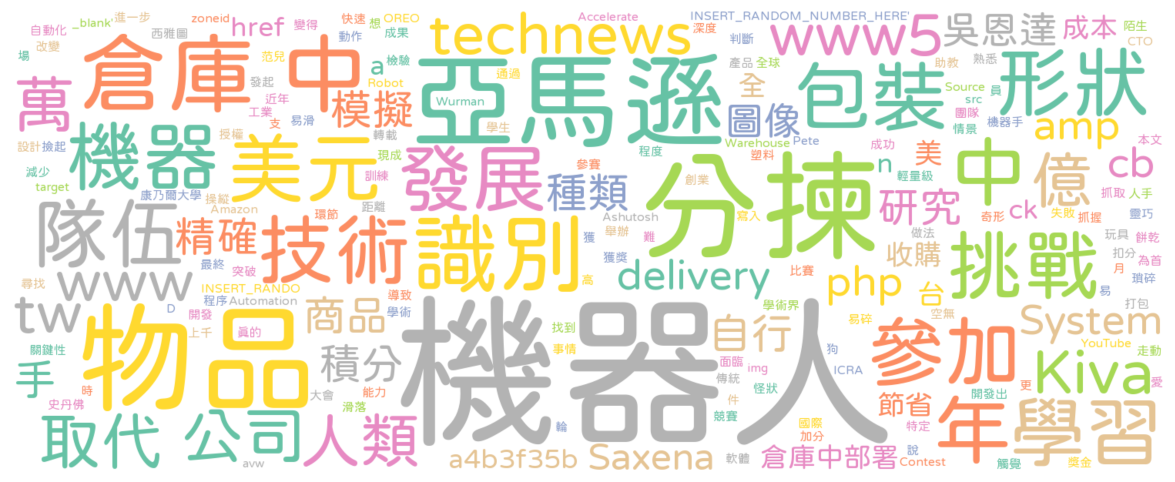 自動化 _blank' 進一步 zoneid href 變得 快速 想 OREO Accelerate INSERT_RANDOM_NUMBER_HERE' 陌生
改變 西雅圖 動作 成果 technews 深度 判斷 www5 吳恩達 成本 CTO
場 倉庫中 范兒 a 檢驗 產品 全球 助教 熟悉
發起 通過 亞馬遜 全 包裝 Source 員 形狀
萬 工業 近年 模擬 Robot Wurman 圖像 src
支 易滑 學生 團隊 機器手 amp
設計 撿起 機器 授權 美元 轉載 發展 程度 Warehouse Pete 情景 成功 本文
減少 現成 參賽 塑料 n 美 中 億 cb
target 康乃爾大學 操縱 訓練 種類 創業 分揀 輕量級 抓取 人手
隊伍 Amazon 距離 研究 奇形 ck 失敗 抓握 靈巧
精確 環節 技術 識別 獲 Ashutosh 舉辦 寫入 做法 玩具 餅乾
www 最終 突破 獲獎 難 收購 挑戰 扣分 為首
尋找 INSERT_RANDO delivery 高 比賽 php 月 瑣碎
tw D 程序 Automation 導致 學術界 台 易
物品 開發 商品 學術 機器人 找到 自行 易碎 空無 System 打包
關鍵性 上千 真的 積分 事情 狗 參加 YouTube 走動
手 時 能力 面臨 img ICRA Kiva 愛
史丹佛 大會 傳統 怪狀 更 開發出
取代 公司 人類 滑落 件 競賽 國際 節省 年 學習
輪 加分 特定
avw a4b3f35b Saxena 軟體 倉庫中部署 說 Contest 觸覺 獎金